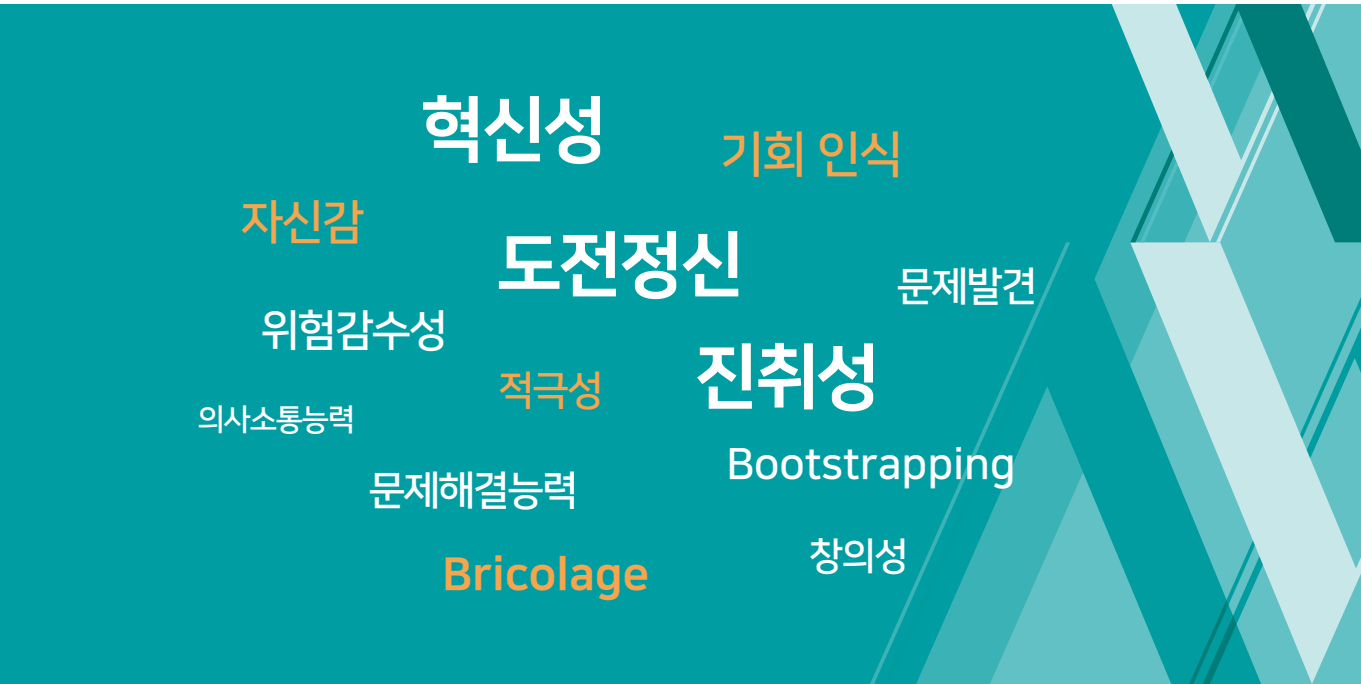 혁신성
기회 인식
자신감
도전정신
문제발견
위험감수성
적극성
진취성
의사소통능력
Bootstrapping
문제해결능력
창의성
Bricolage